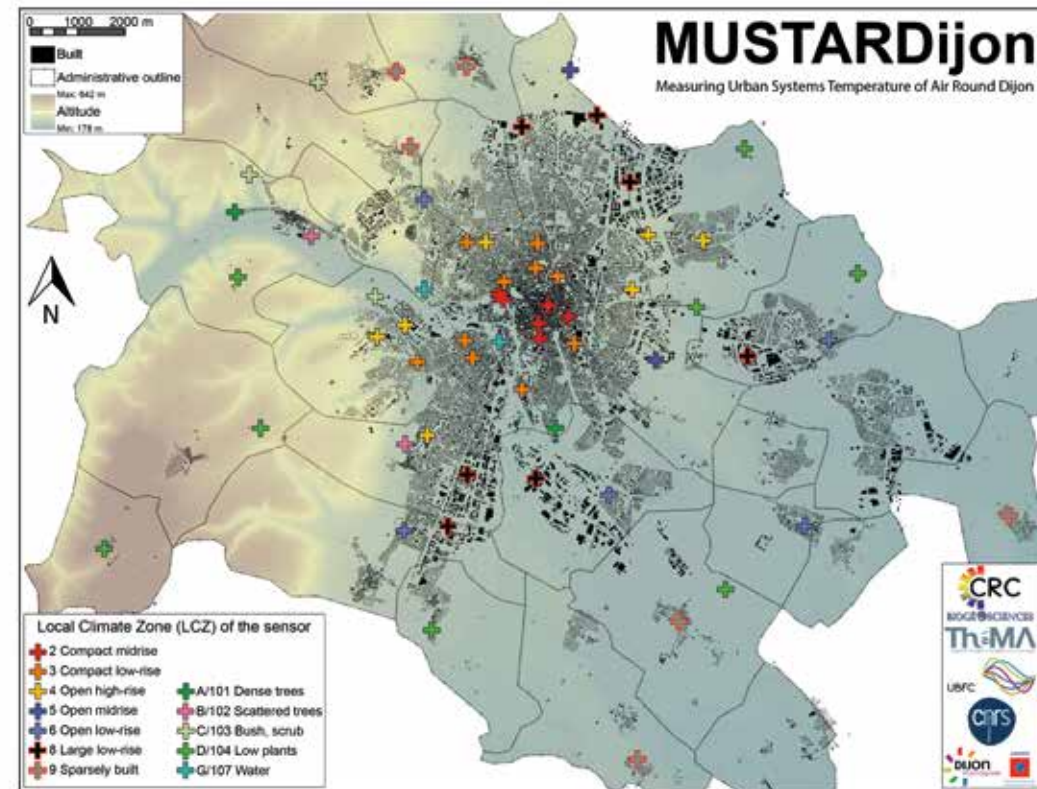 0 1000 2000 m
Built
Administrative outline
Max: 642 m
Altitude
Min: 178 m
MUSTARDijon
Measuring Urban Systems Temperature of Air Round Dijon
N
Local Climate Zone (LCZ) of the sensor
2 Compact midrise
3 Compact low-rise
4 Open high-rise
5 Open midrise
6 Open low-rise
8 Large low-rise
9 Sparsely built
A/101 Dense trees
B/102 Scattered trees
C/103 Bush, scrub
D/104 Low plants
G/107 Water
CRC
BIOGEOSCIENCES
ThéMA
UBFC
cnrs
DIJON